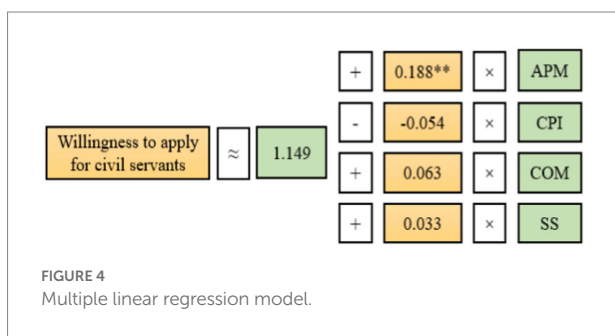 + 0.188** × APM
- -0.054 × CPI
Willingness to apply
for civil servants ≈ 1.149
+ 0.063 × COM
+ 0.033 × SS
FIGURE 4
Multiple linear regression model.